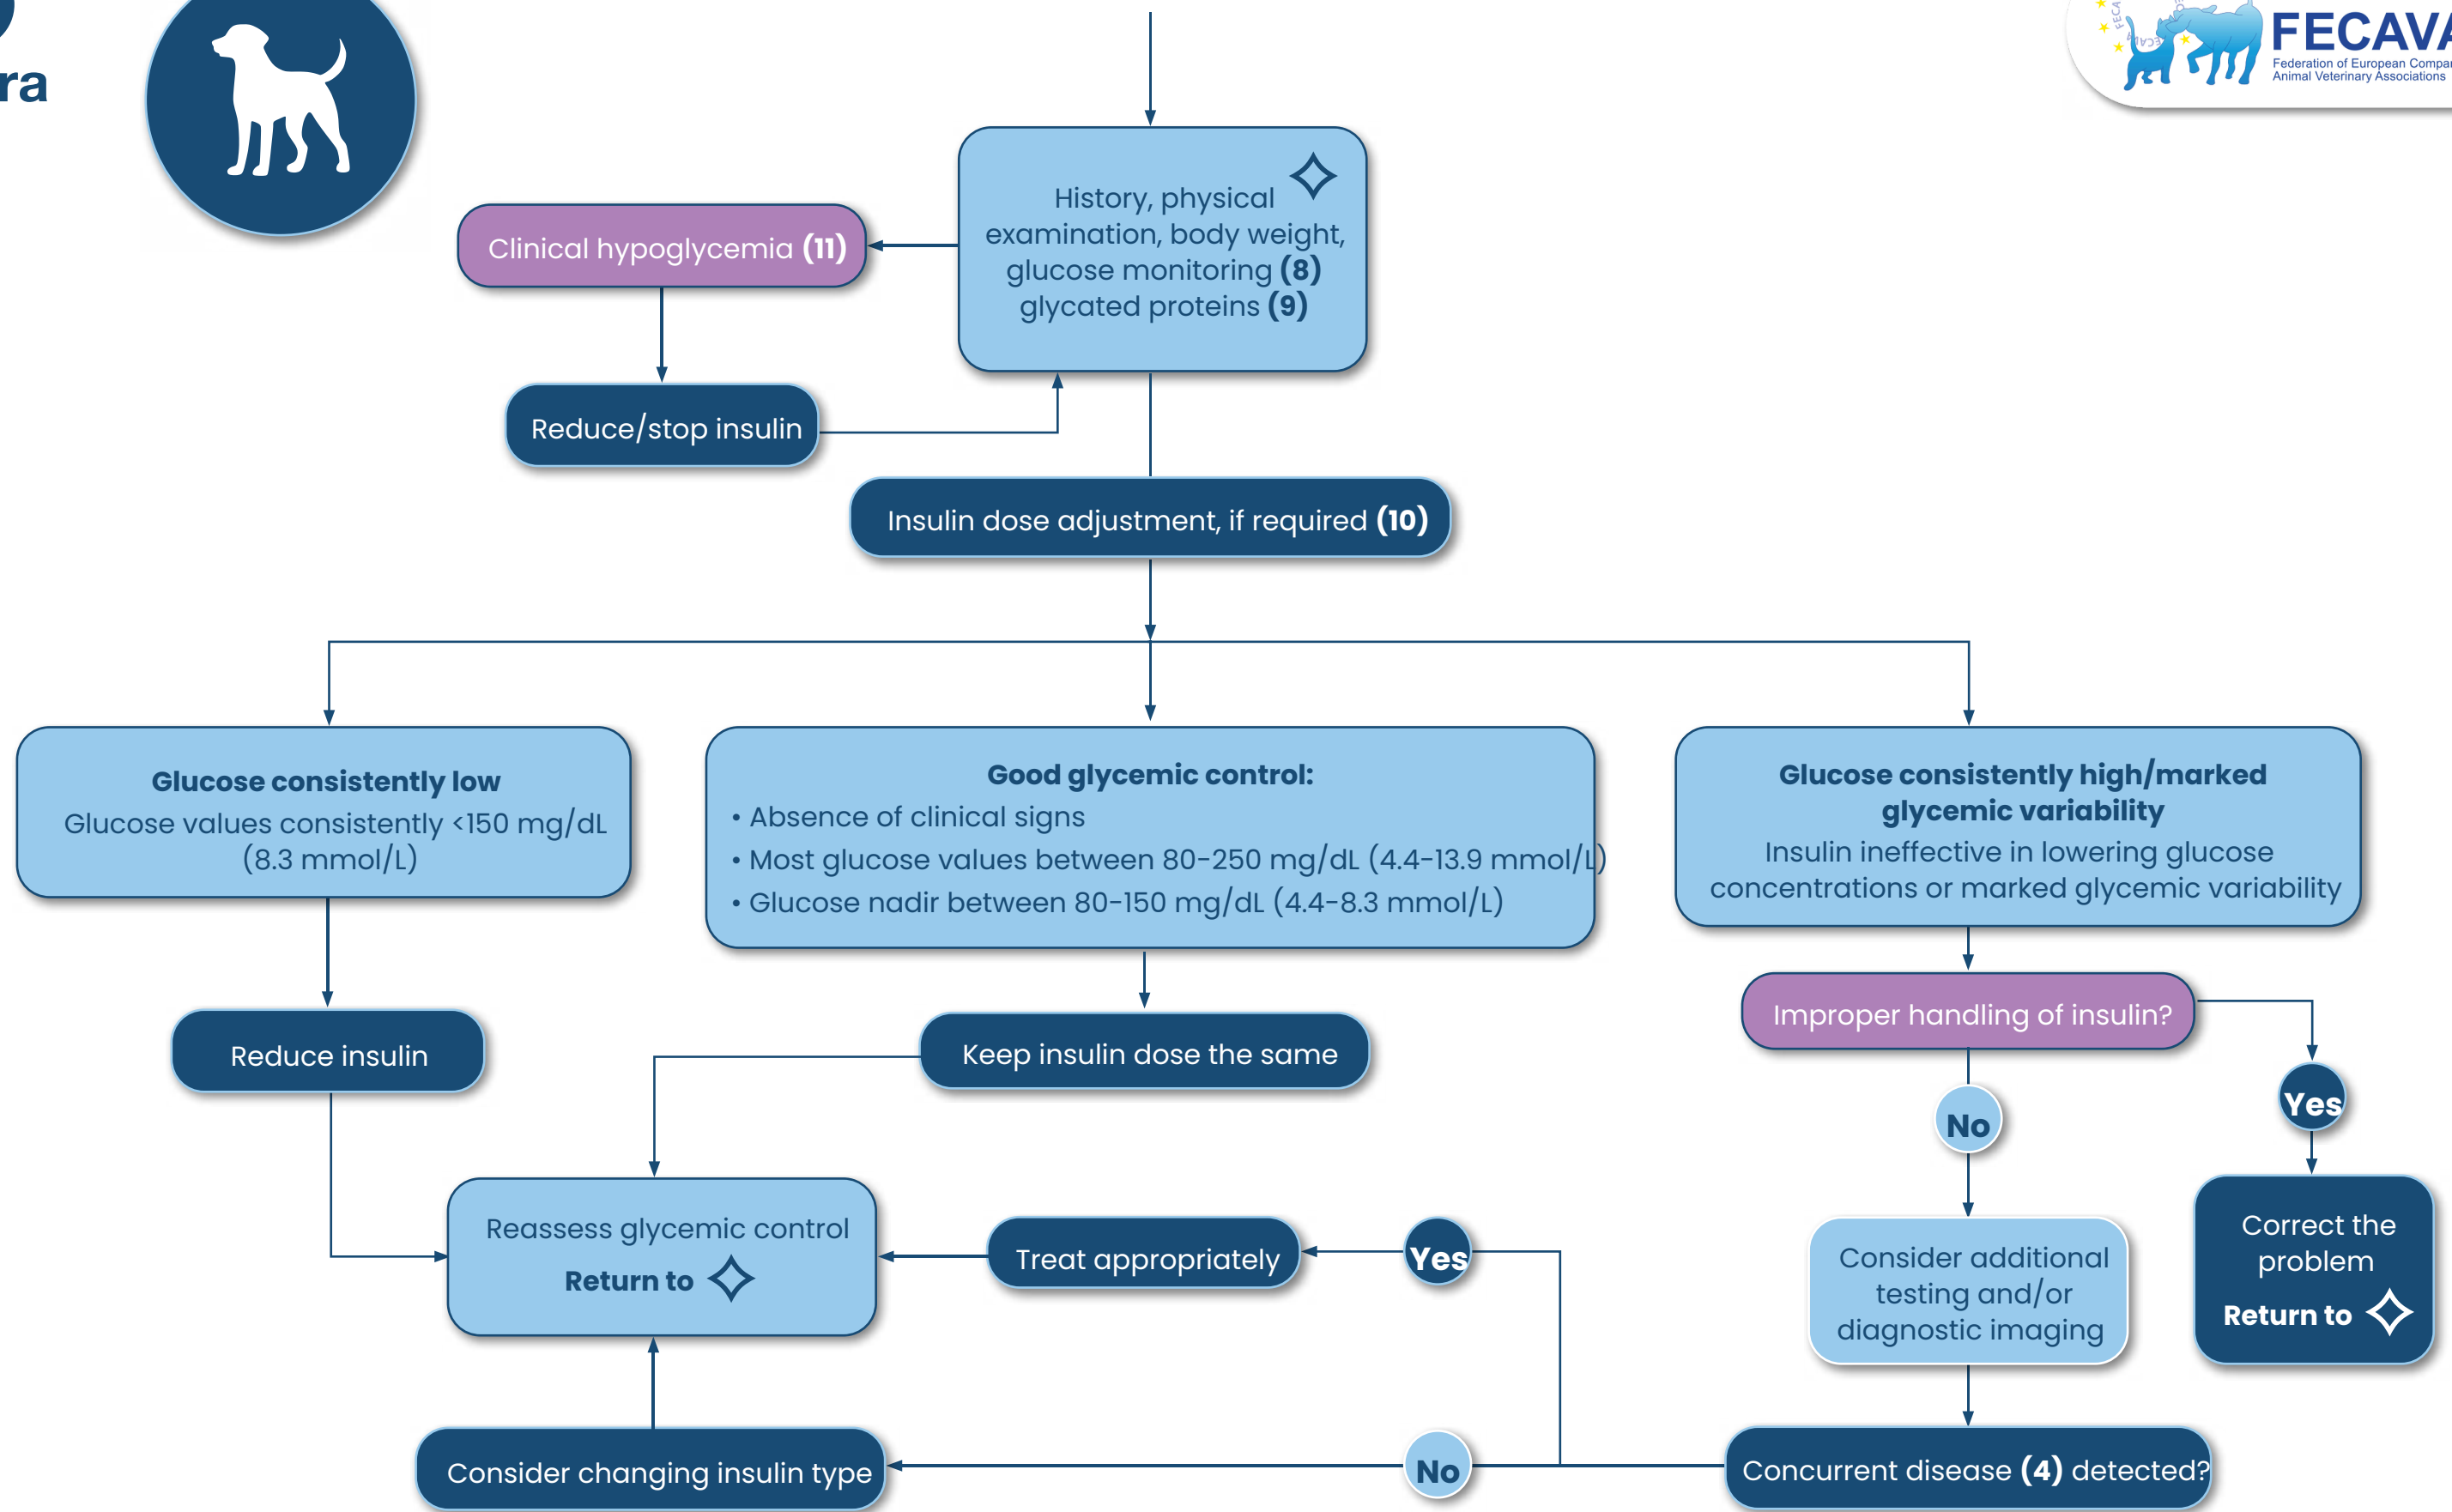 ra
FECAVA
Federation of European Compan
Animal Veterinary Associations
History, physical
examination, body weight,
glucose monitoring (8)
glycated proteins (9)
Clinical hypoglycemia (11)
Reduce/stop insulin
Insulin dose adjustment, if required (10)
Glucose consistently low
Glucose values consistently <150 mg/dL
(8.3 mmol/L)
Good glycemic control:
• Absence of clinical signs
• Most glucose values between 80-250 mg/dL (4.4-13.9 mmol/L)
• Glucose nadir between 80-150 mg/dL (4.4-8.3 mmol/L)
Glucose consistently high/marked
glycemic variability
Insulin ineffective in lowering glucose
concentrations or marked glycemic variability
Reduce insulin
Keep insulin dose the same
Improper handling of insulin?
No
Yes
Reassess glycemic control
Return to
Treat appropriately
Yes
Consider additional
testing and/or
diagnostic imaging
Correct the
problem
Return to
Consider changing insulin type
No
Concurrent disease (4) detected?